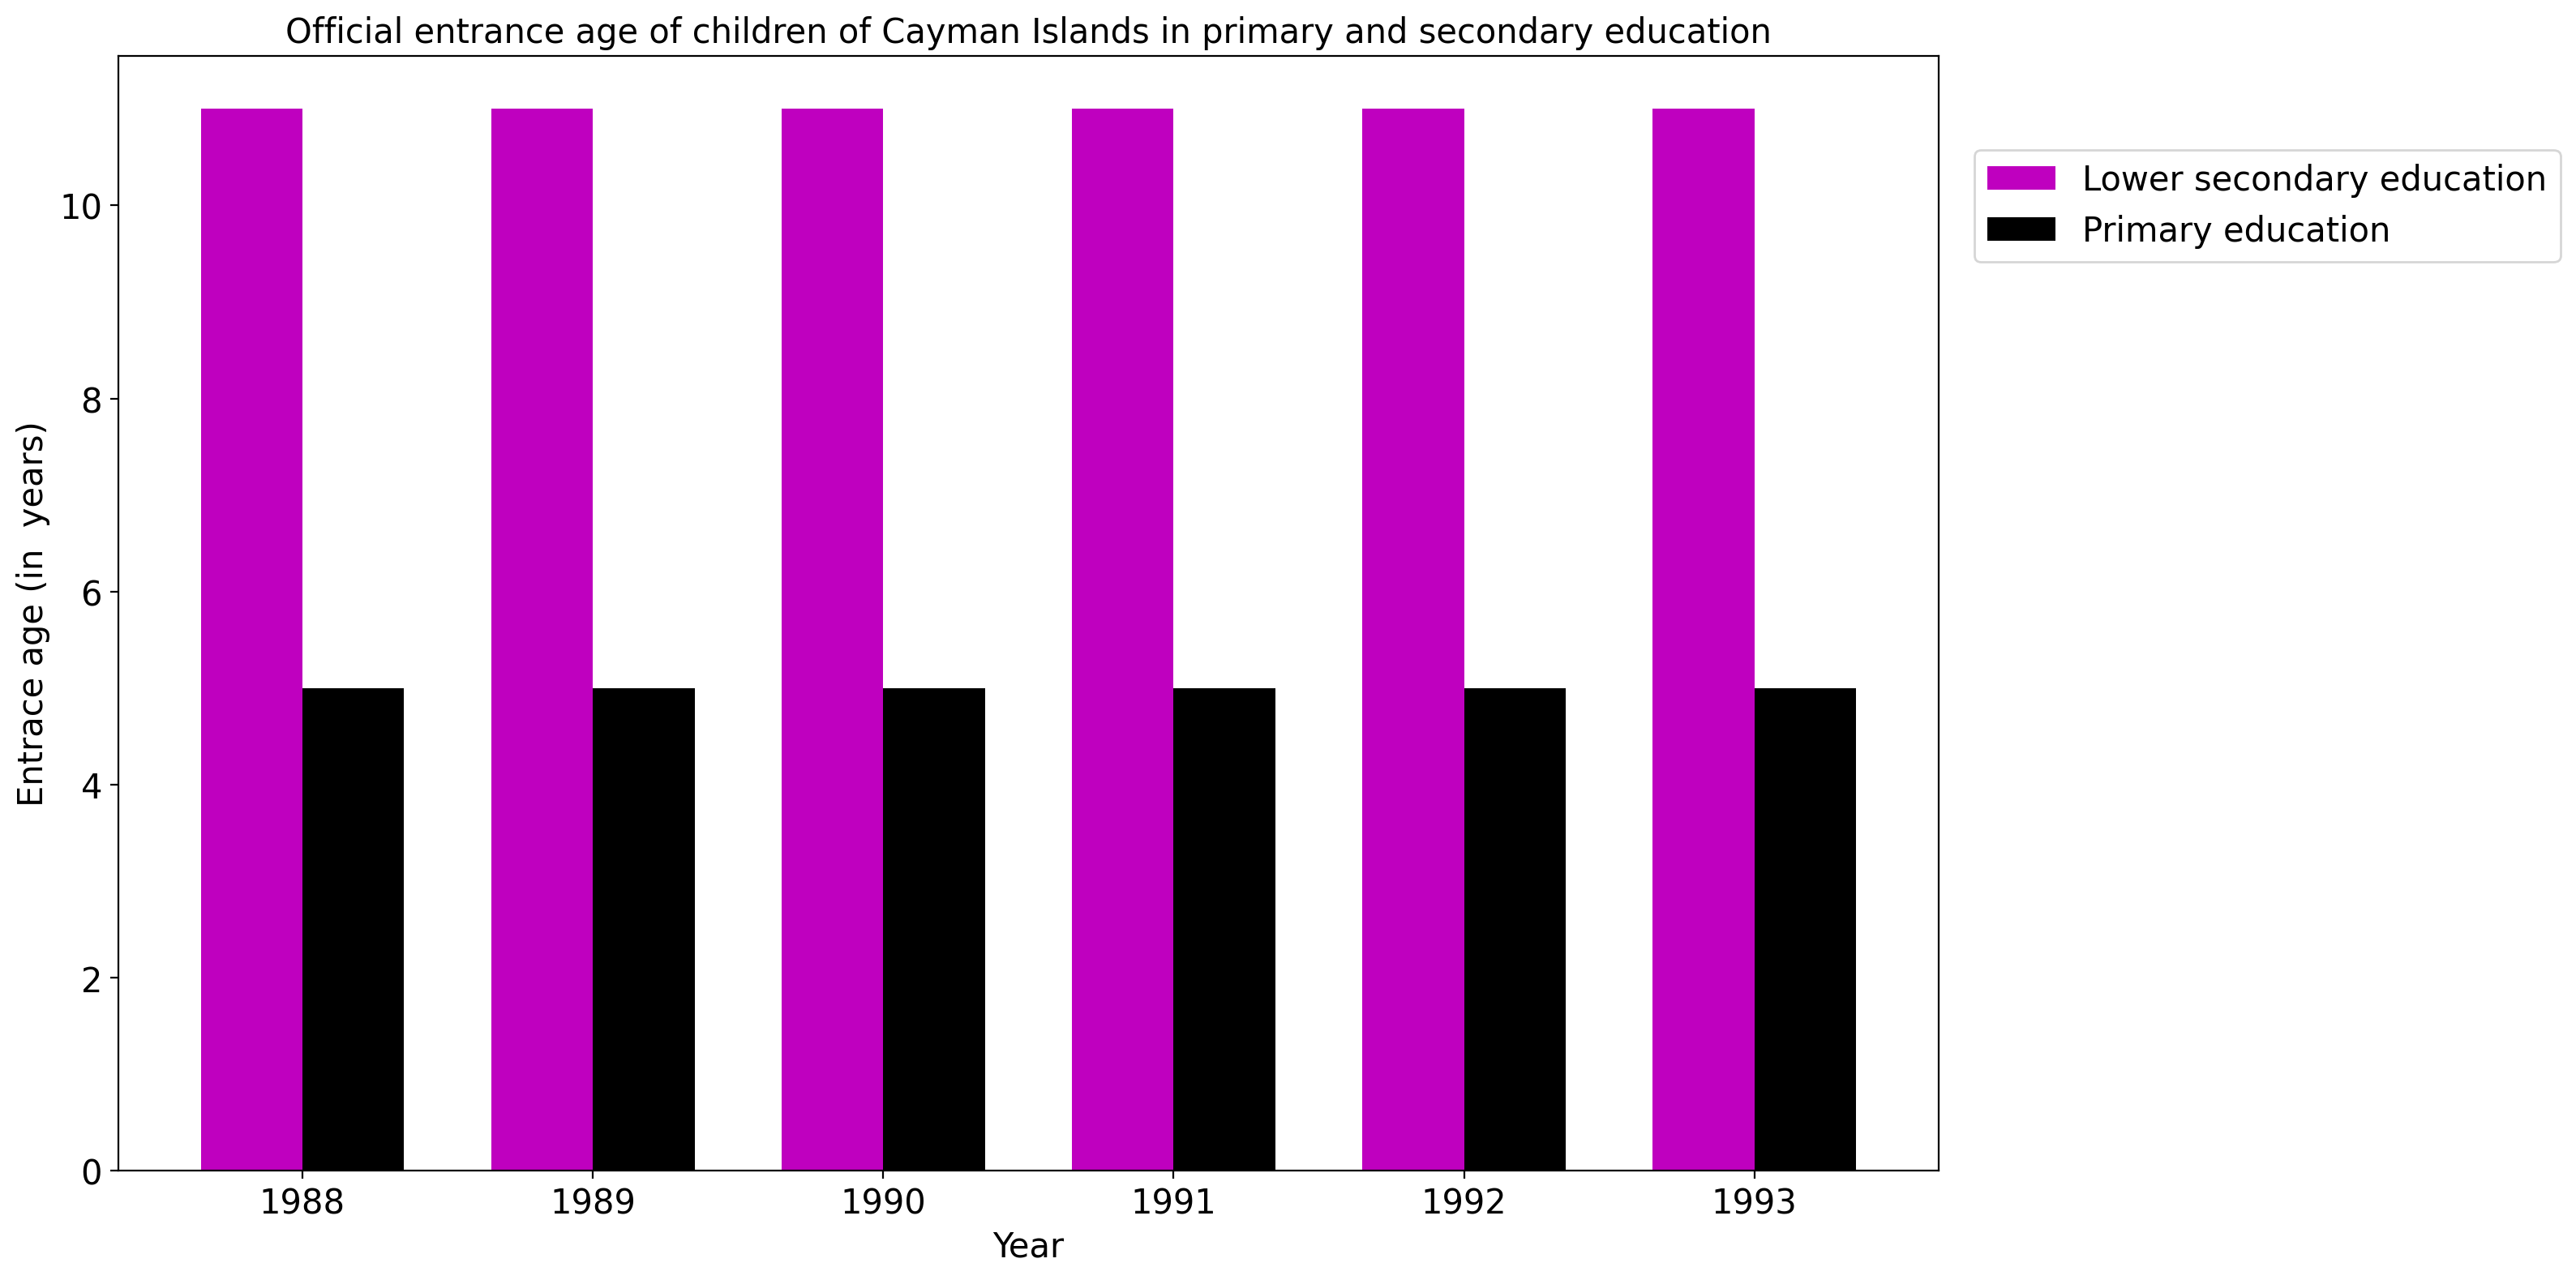 Official entrance age of children of Cayman Islands in primary and secondary education
Lower secondary education
Primary education
Entrace age (in  years)
10
8
6
4
2
0
1988 1989 1990 1991 1992 1993
Year